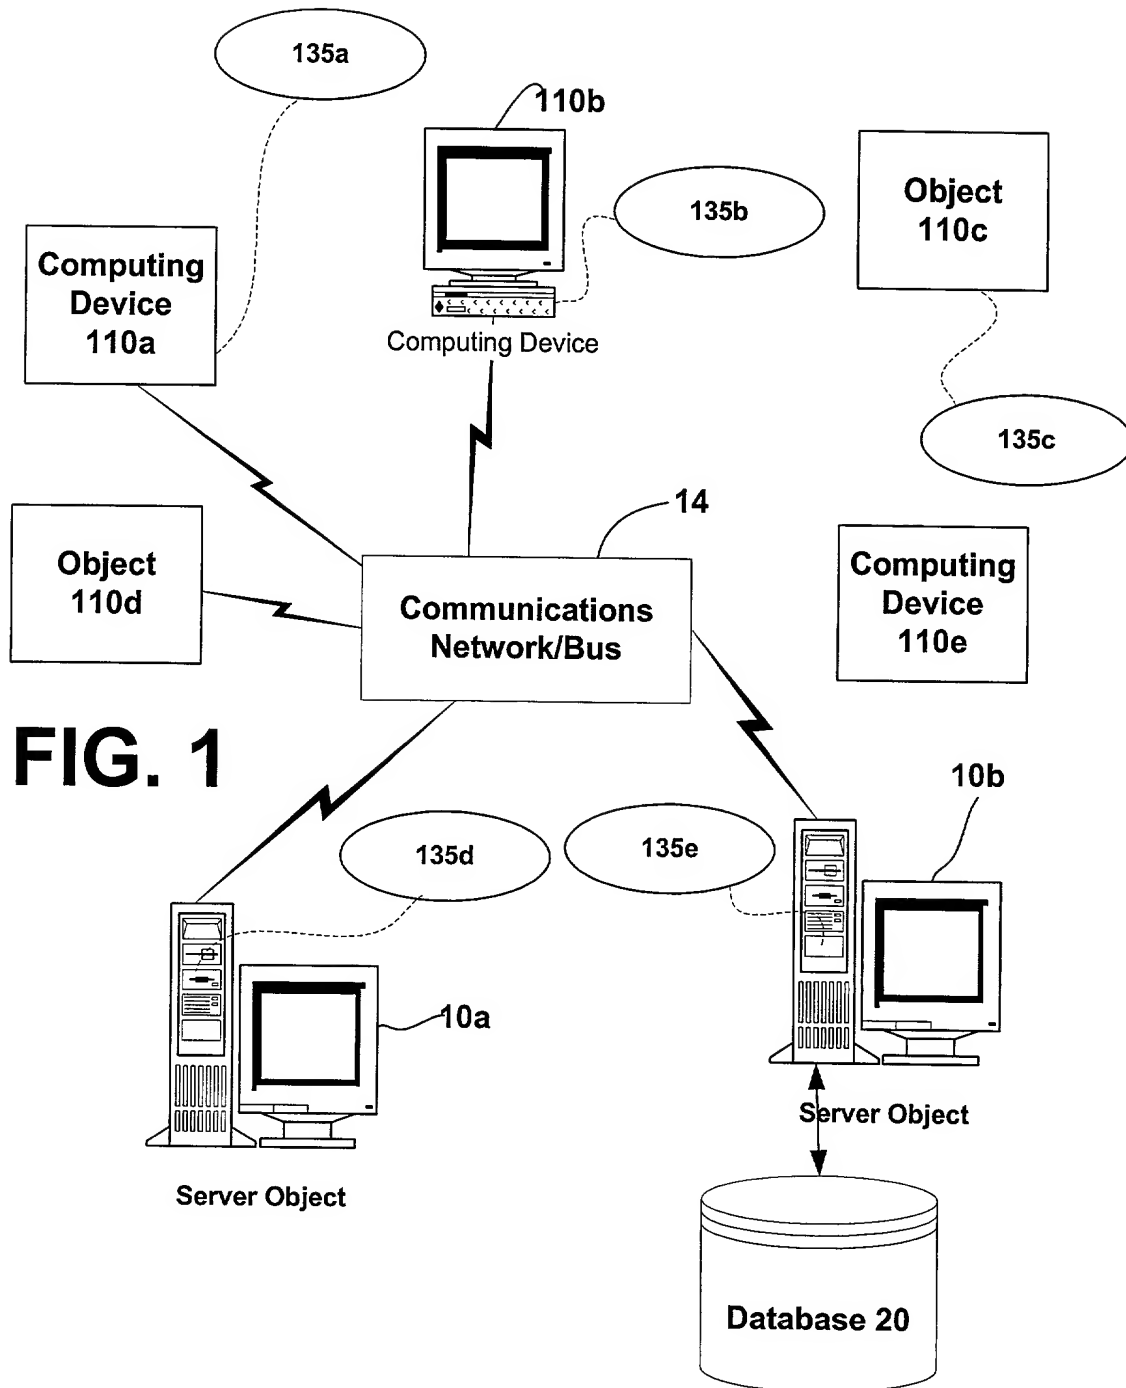 135a
110b
135b
Object
110c
Computing
Device
110a
Computing Device
135c
14
Object
110d
Communications
Network/Bus
Computing
Device
110e
FIG. 1
10b
135d
135e
10a
Server Object
Server Object
Database 20